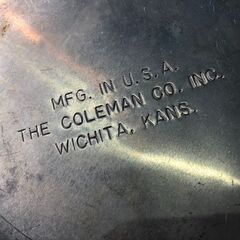 MFG. IN U.S.A.
THE COLEMAN CO. INC.
WICHITA, KANS.